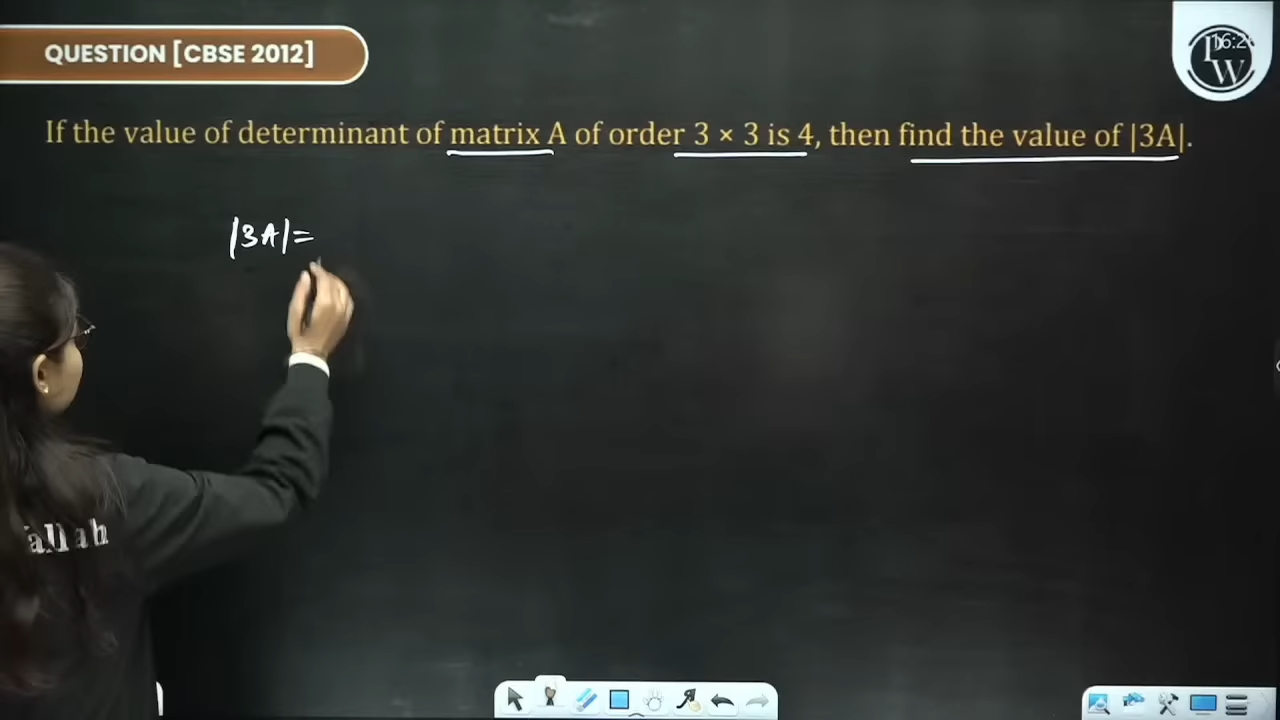 QUESTION [CBSE 2012]
If the value of determinant of matrix A of order 3 × 3 is 4, then find the value of |3A|.
|3A|=
allah